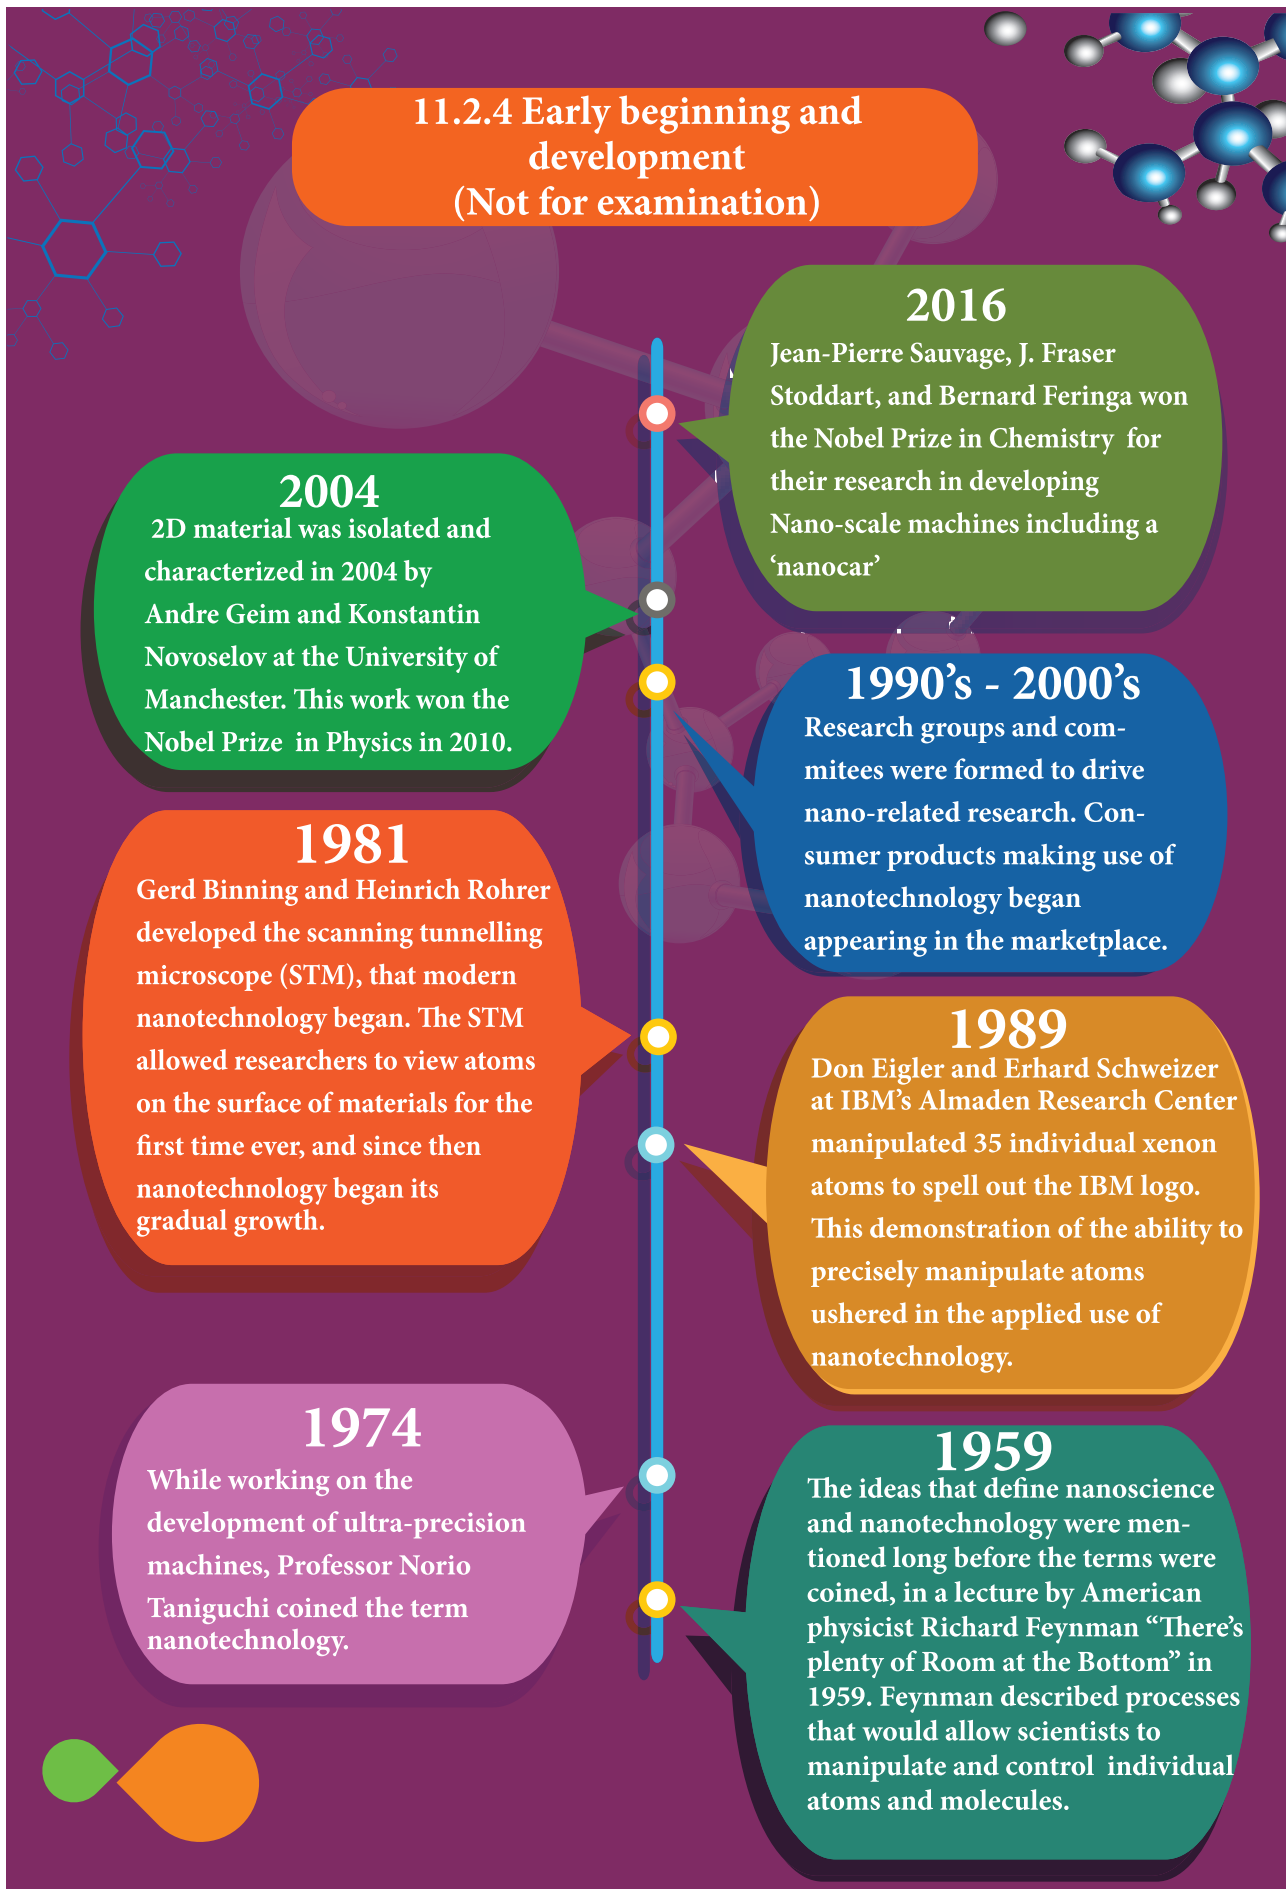 11.2.4 Early beginning and
development
(Not for examination)
2016
Jean-Pierre Sauvage, J. Fraser
Stoddart, and Bernard Feringa won
the Nobel Prize in Chemistry for
their research in developing
Nano-scale machines including a
‘nanocar’
2004
2D material was isolated and
characterized in 2004 by
Andre Geim and Konstantin
Novoselov at the University of
Manchester. This work won the
Nobel Prize in Physics in 2010.
1990’s - 2000’s
Research groups and com-
mitees were formed to drive
nano-related research. Con-
sumer products making use of
nanotechnology began
appearing in the marketplace.
1981
Gerd Binning and Heinrich Rohrer
developed the scanning tunnelling
microscope (STM), that modern
nanotechnology began. The STM
allowed researchers to view atoms
on the surface of materials for the
first time ever, and since then
nanotechnology began its
gradual growth.
1989
Don Eigler and Erhard Schweizer
at IBM’s Almaden Research Center
manipulated 35 individual xenon
atoms to spell out the IBM logo.
This demonstration of the ability to
precisely manipulate atoms
ushered in the applied use of
nanotechnology.
1974
While working on the
development of ultra-precision
machines, Professor Norio
Taniguchi coined the term
nanotechnology.
1959
The ideas that define nanoscience
and nanotechnology were men-
tioned long before the terms were
coined, in a lecture by American
physicist Richard Feynman “There’s
plenty of Room at the Bottom” in
1959. Feynman described processes
that would allow scientists to
manipulate and control individual
atoms and molecules.